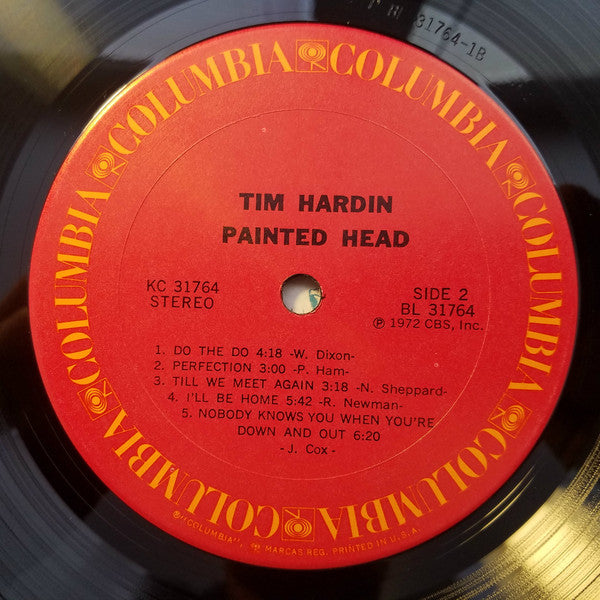 31764-1B
COLUMBIA COLUMBIA COLUMBIA COLUMBIA COLUMBIA COLUMBIA
TIM HARDIN
PAINTED HEAD
KC 31764
STEREO
SIDE 2
BL 31764
℗ 1972 CBS, Inc.
1. DO THE DO 4:18 -W. Dixon-
2. PERFECTION 3:00 -P. Ham-
3. TILL WE MEET AGAIN 3:18 -N. Sheppard-
4. I'LL BE HOME 5:42 -R. Newman-
5. NOBODY KNOWS YOU WHEN YOU'RE
DOWN AND OUT 6:20
- J. Cox -
®"COLUMBIA", MARCAS REG. PRINTED IN U.S.A.